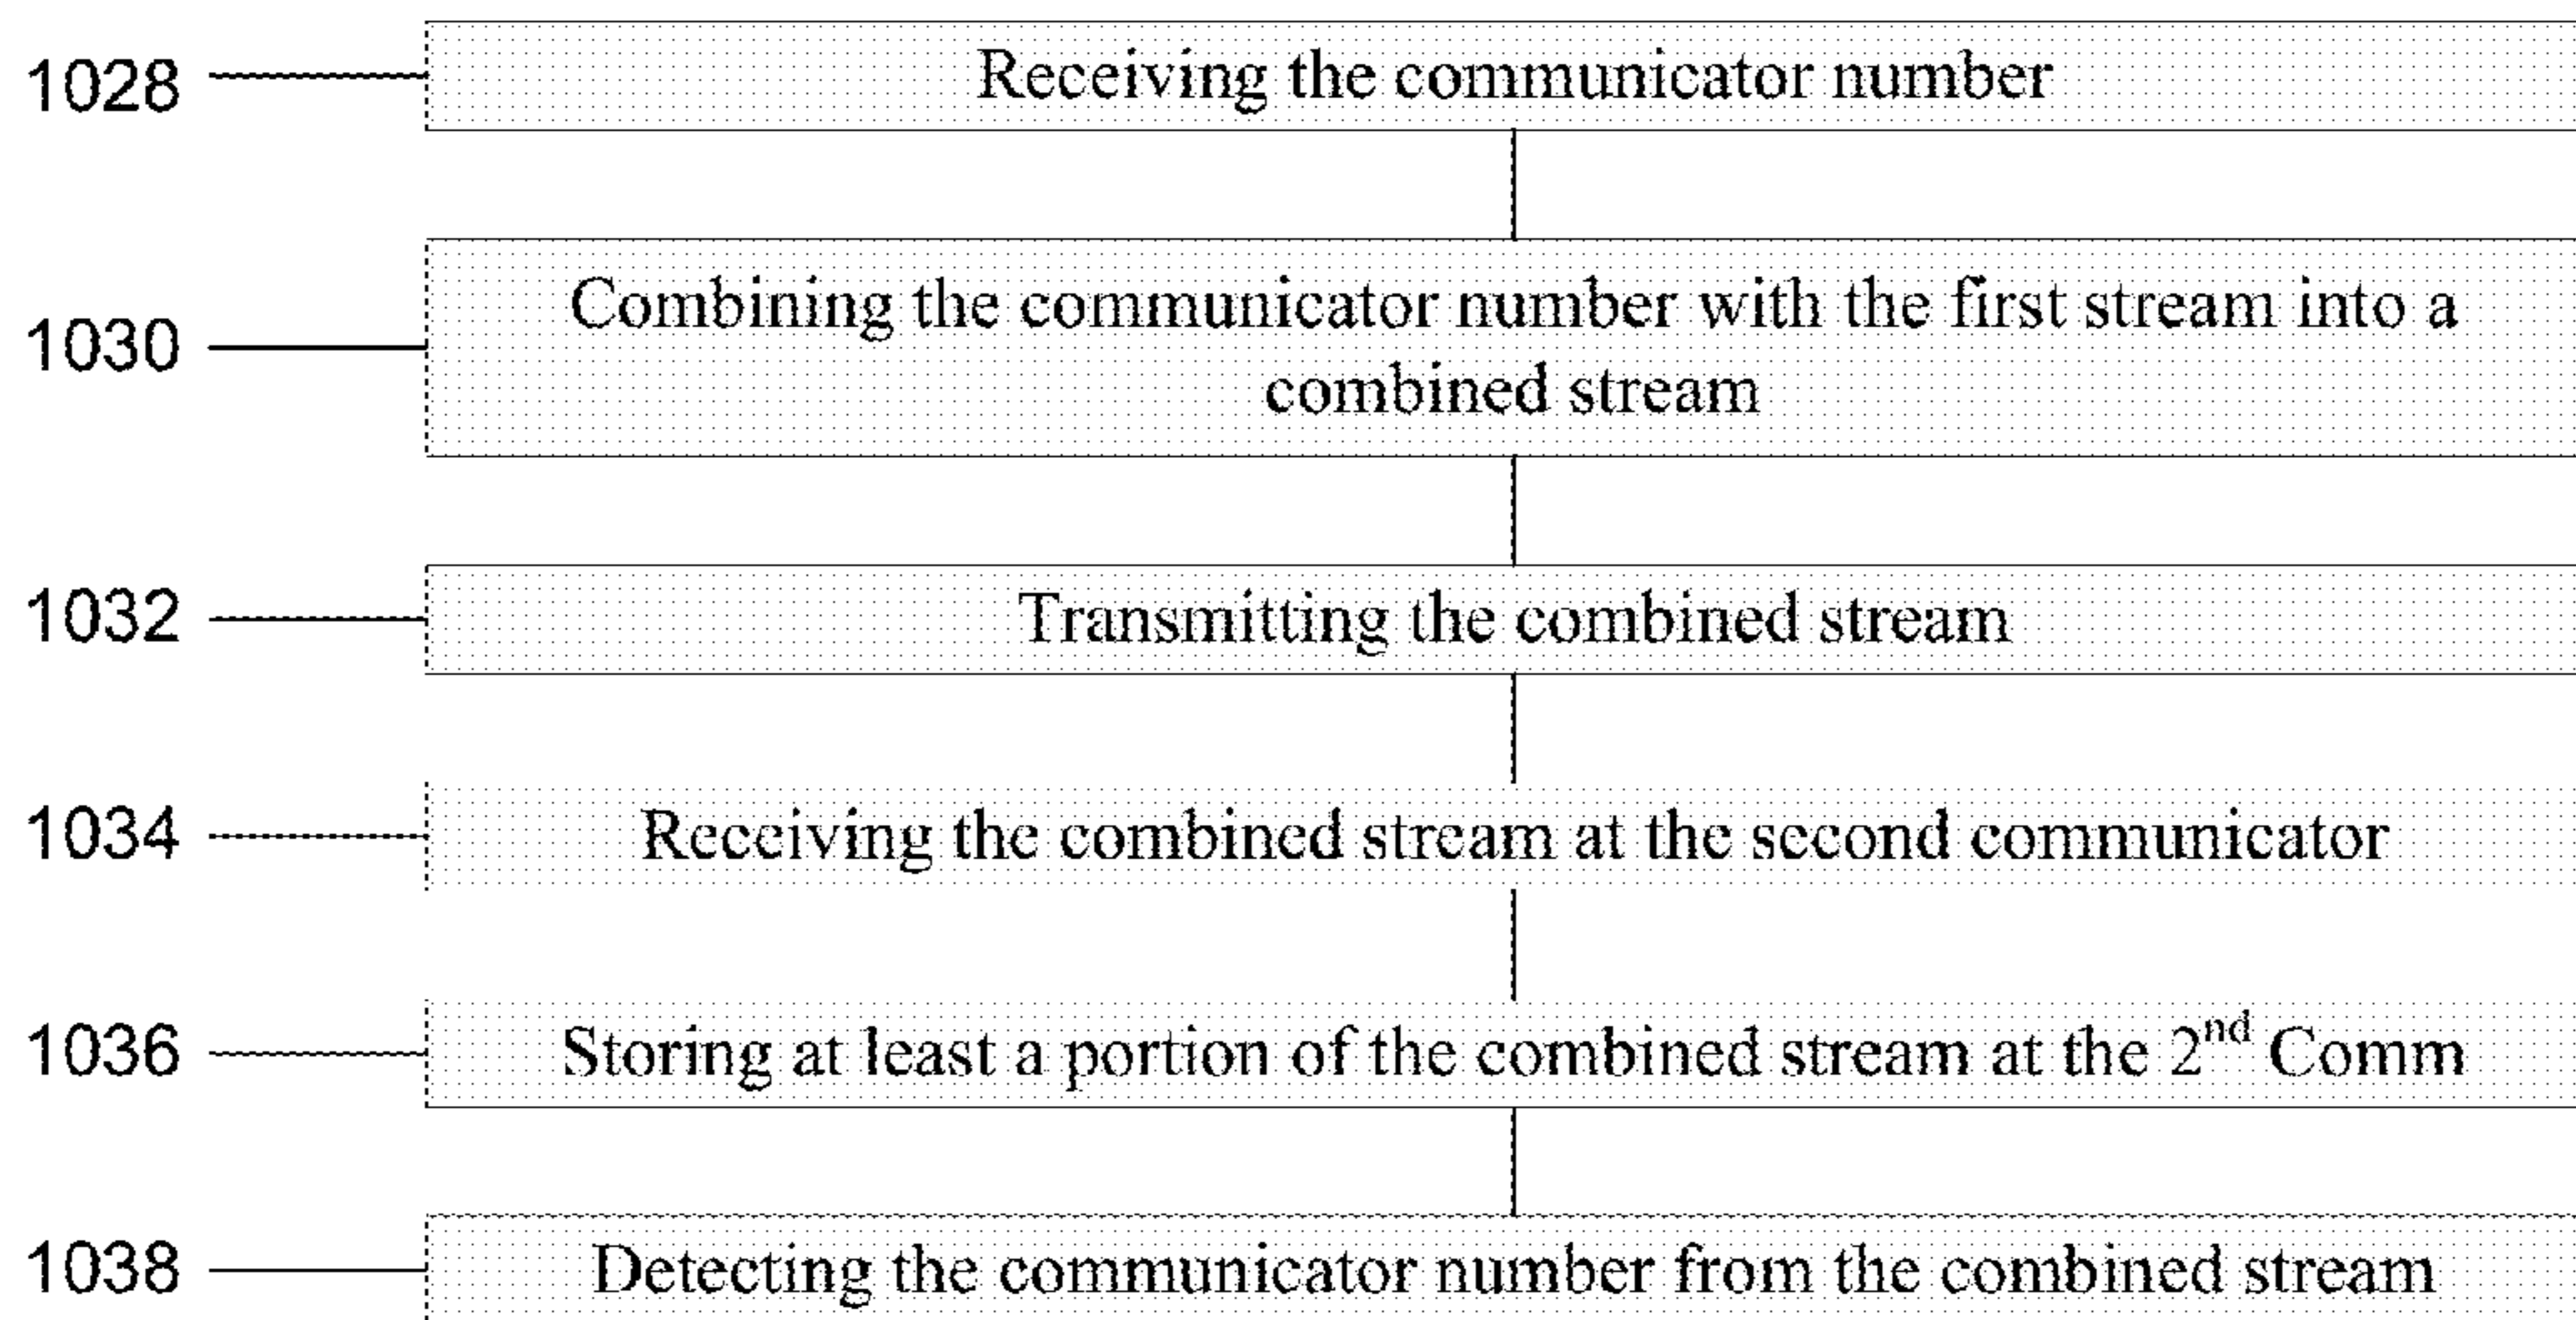 1028 Receiving the communicator number
1030 Combining the communicator number with the first stream into a
combined stream
1032 Transmitting the combined stream
1034 Receiving the combined stream at the second communicator
1036 Storing at least a portion of the combined stream at the 2nd Comm
1038 Detecting the communicator number from the combined stream